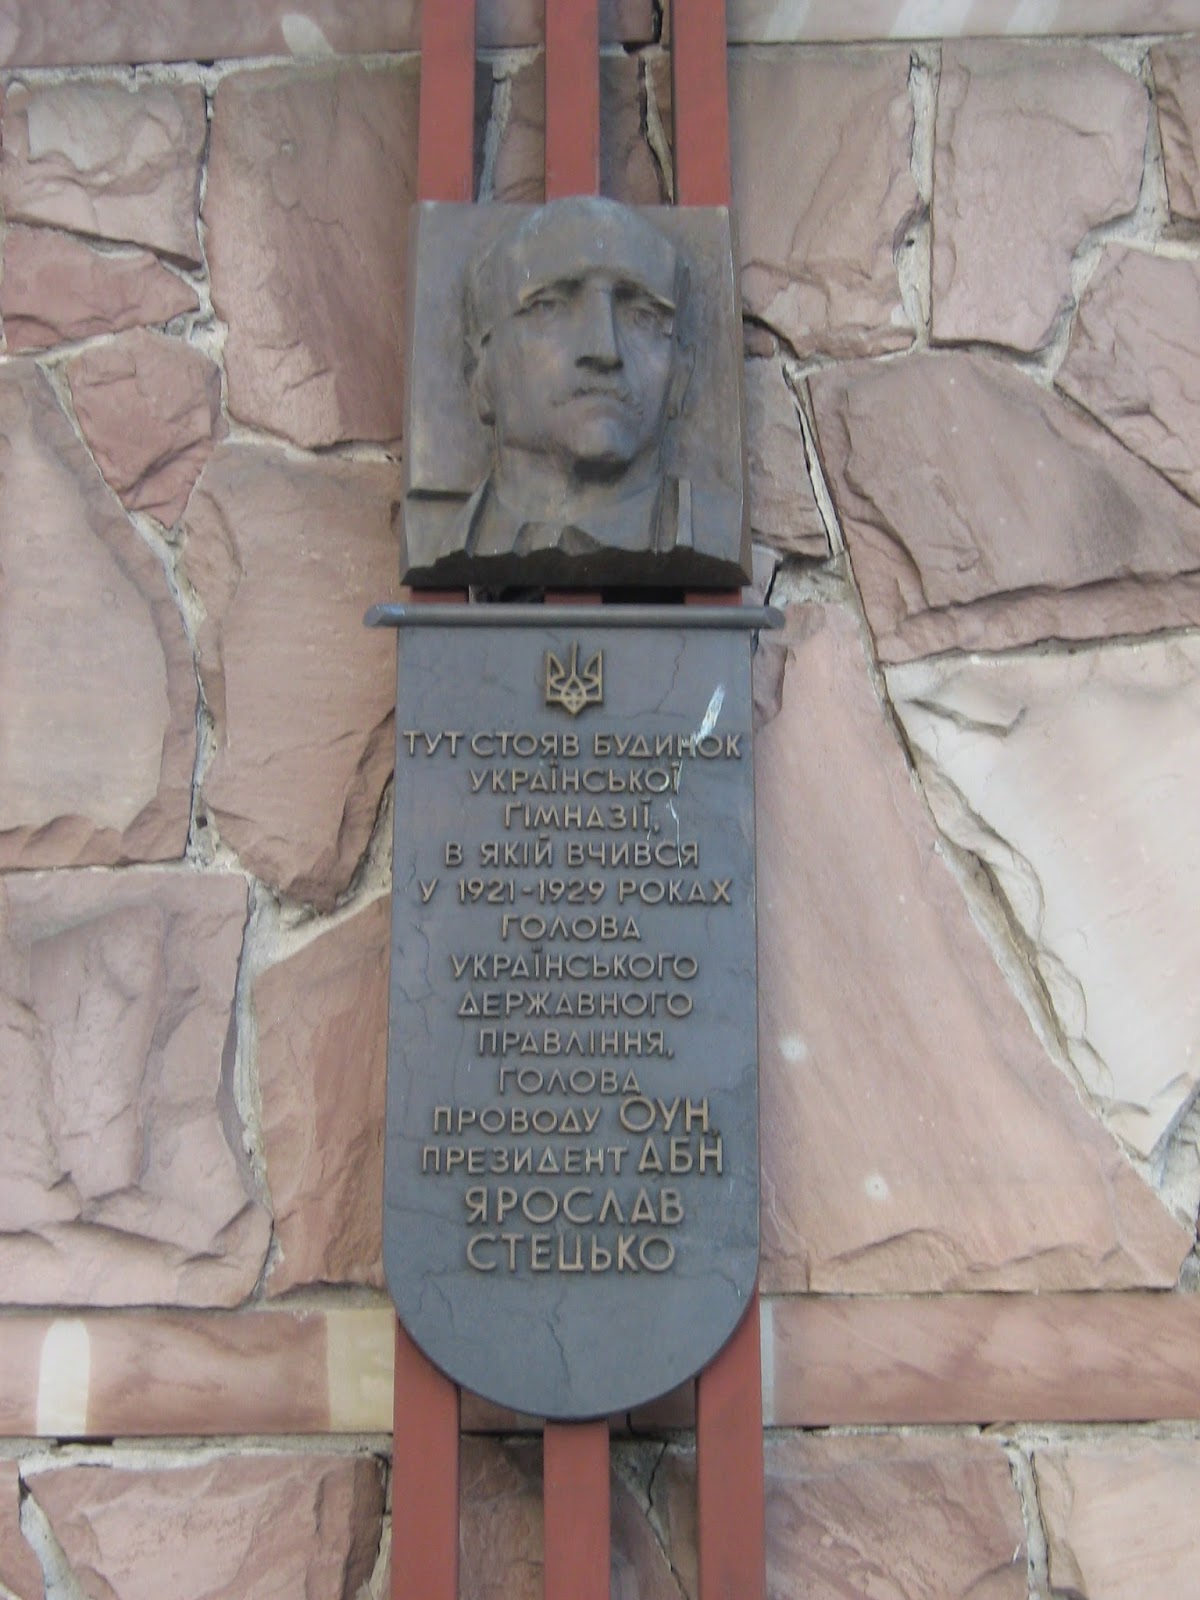 ТУТ СТОЯВ БУДИНОК
УКРАЇНСЬКОЇ
ГІМНАЗІЇ,
В ЯКІЙ ВЧИВСЯ
У 1921-1929 РОКАХ
ГОЛОВА
УКРАЇНСЬКОГО
ДЕРЖАВНОГО
ПРАВЛІННЯ,
ГОЛОВА
ПРОВОДУ ОУН,
ПРЕЗИДЕНТ АБН
ЯРОСЛАВ
СТЕЦЬКО